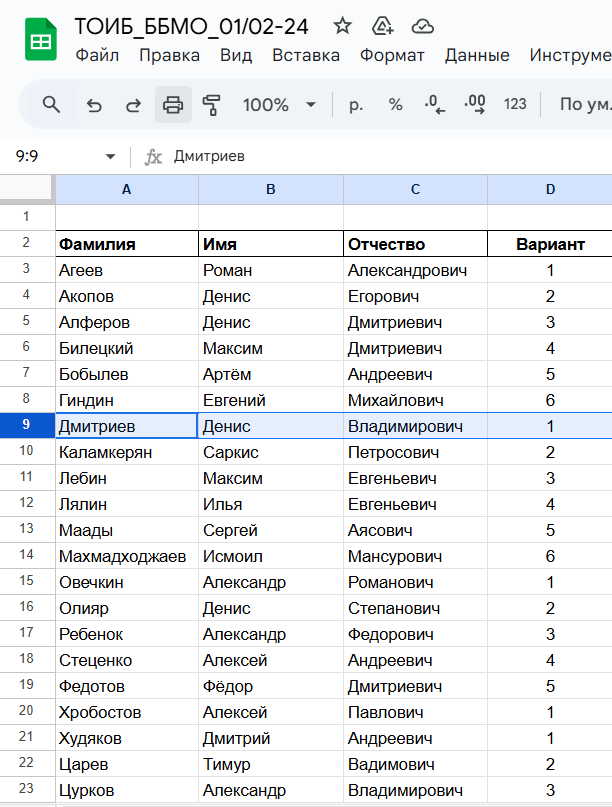 ТОИБ_ББМО_01/02-24
Файл Правка Вид Вставка Формат Данные Инструме
100% р. % .0 .00 123 По ум.
9:9 fx Дмитриев
A B C D
1
2 Фамилия Имя Отчество Вариант
3 Агеев Роман Александрович 1
4 Акопов Денис Егорович 2
5 Алферов Денис Дмитриевич 3
6 Билецкий Максим Дмитриевич 4
7 Бобылев Артём Андреевич 5
8 Гиндин Евгений Михайлович 6
9 Дмитриев Денис Владимирович 1
10 Каламкерян Саркис Петросович 2
11 Лебин Максим Евгеньевич 3
12 Лялин Илья Евгеньевич 4
13 Маады Сергей Аясович 5
14 Махмадходжаев Исмоил Мансурович 6
15 Овечкин Александр Романович 1
16 Олияр Денис Степанович 2
17 Ребенок Александр Федорович 3
18 Стеценко Алексей Андреевич 4
19 Федотов Фёдор Дмитриевич 5
20 Хробостов Алексей Павлович 1
21 Худяков Дмитрий Андреевич 1
22 Царев Тимур Вадимович 2
23 Цурков Александр Владимирович 3